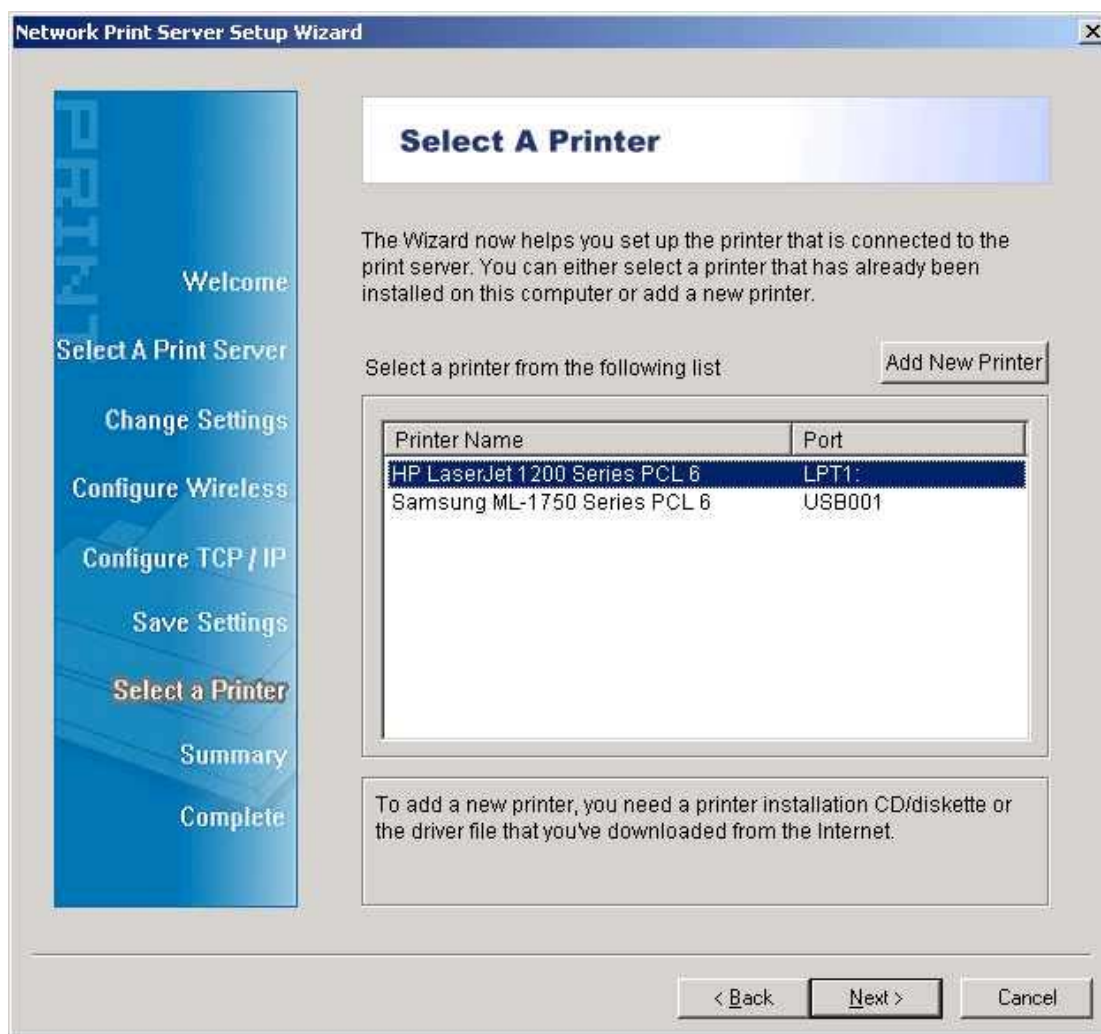 Network Print Server Setup Wizard
PRINT
Welcome
Select A Print Server
Change Settings
Configure Wireless
Configure TCP / IP
Save Settings
Select a Printer
Summary
Complete
Select A Printer
The Wizard now helps you set up the printer that is connected to the
print server. You can either select a printer that has already been
installed on this computer or add a new printer.
Select a printer from the following list
Add New Printer
Printer Name Port
HP LaserJet 1200 Series PCL 6 LPT1:
Samsung ML-1750 Series PCL 6 USB001
To add a new printer, you need a printer installation CD/diskette or
the driver file that you've downloaded from the Internet.
< Back Next > Cancel